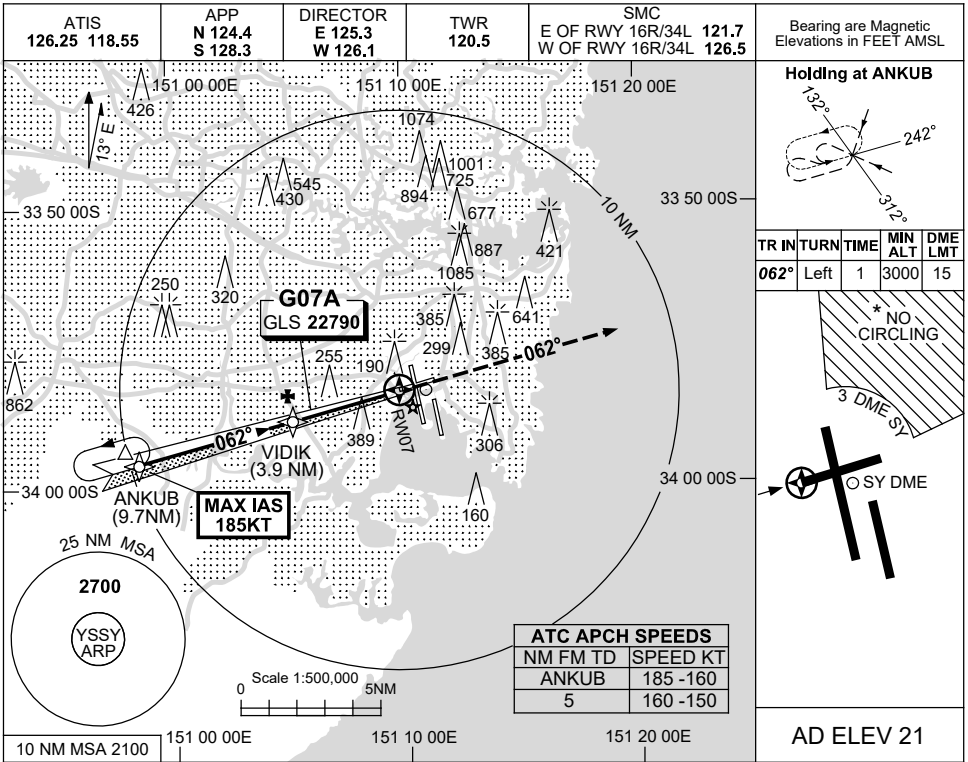 ATIS
126.25 118.55
APP
N 124.4
S 128.3
DIRECTOR
E 125.3
W 126.1
TWR
120.5
SMC
E OF RWY 16R/34L 121.7
W OF RWY 16R/34L 126.5
Bearing are Magnetic
Elevations in FEET AMSL
151 00 00E
151 10 00E
151 20 00E
13° E
426
1074
1001
725
894
545
430
677
33 50 00S
33 50 00S
10 NM
887
421
1085
320
250
G07A
GLS 22790
641
385
299
385
255
190
062°
862
389
RW07
306
062°
VIDIK
(3.9 NM)
34 00 00S
34 00 00S
ANKUB
(9.7NM)
MAX IAS
185KT
160
25 NM MSA
2700
YSSY
ARP
Scale 1:500,000
0
5NM
ATC APCH SPEEDS
NM FM TD SPEED KT
ANKUB 185 -160
5 160 -150
10 NM MSA 2100
151 00 00E
151 10 00E
151 20 00E
Holding at ANKUB
132°
242°
312°
TR IN TURN TIME MIN ALT DME LMT
062° Left 1 3000 15
* NO
CIRCLING
3 DME SY
SY DME
AD ELEV 21